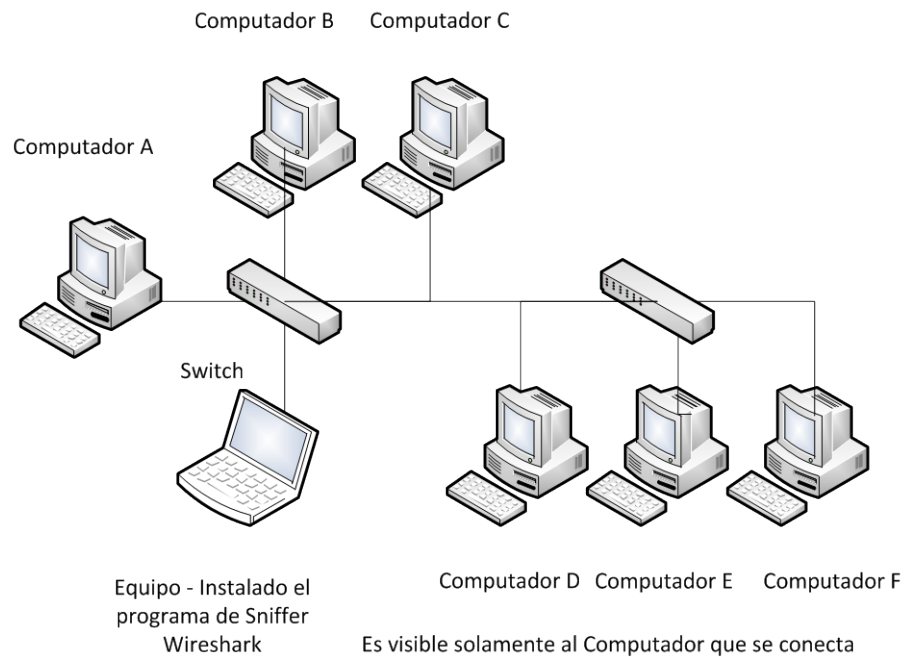 Computador B
Computador C
Computador A
Switch
Equipo - Instalado el
programa de Sniffer
Wireshark
Computador D
Computador E
Computador F
Es visible solamente al Computador que se conecta